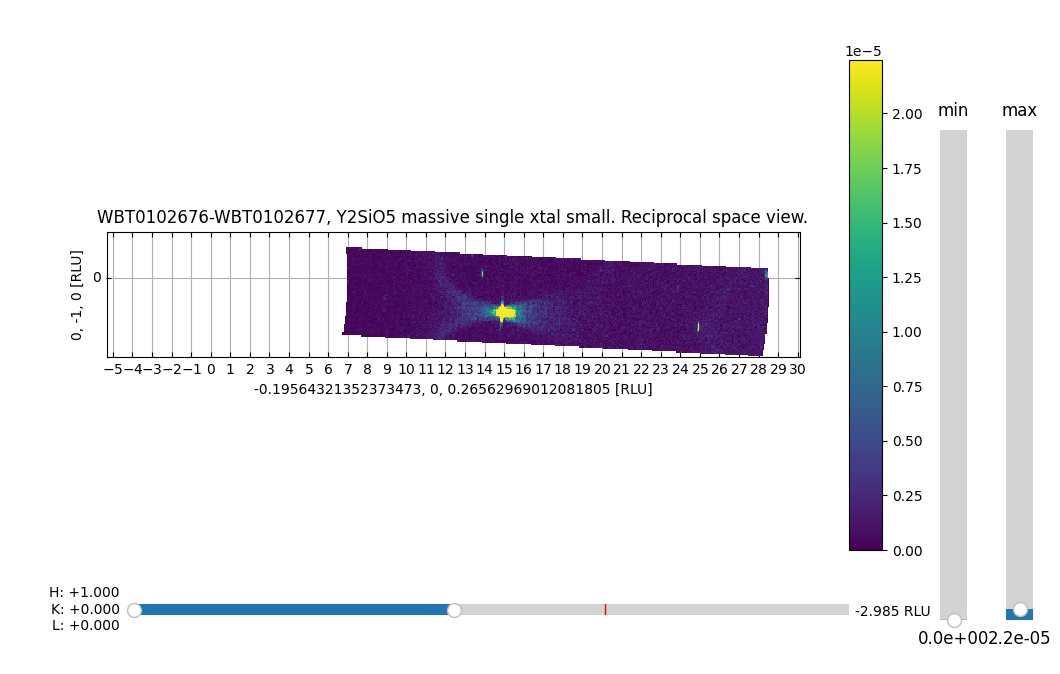 1e−5
min max
2.00
1.75
1.50
1.25
1.00
0.75
0.50
0.25
0.00
WBT0102676-WBT0102677, Y2SiO5 massive single xtal small. Reciprocal space view.
0, -1, 0 [RLU]
0
−5−4−3−2−1 0 1 2 3 4 5 6 7 8 9 10 11 12 13 14 15 16 17 18 19 20 21 22 23 24 25 26 27 28 29 30
-0.195643213523734​73, 0, 0.265629690120818​05 [RLU]
H: +1.000
K: +0.000
L: +0.000
-2.985 RLU
0.0e+002.2e-05